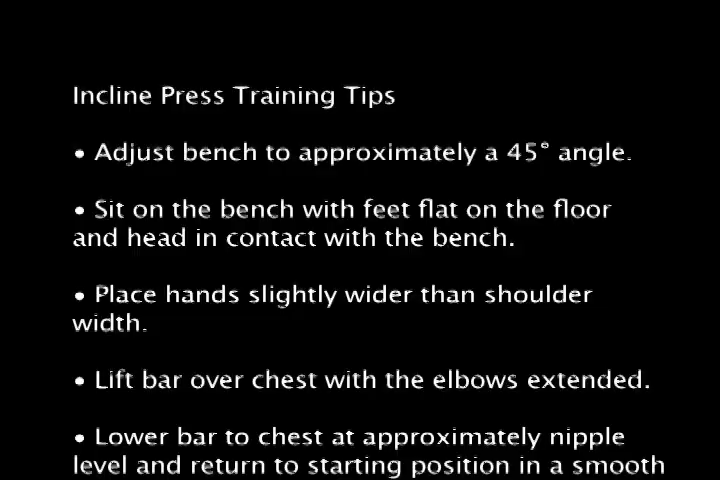 Incline Press Training Tips
• Adjust bench to approximately a 45° angle.
• Sit on the bench with feet flat on the floor
and head in contact with the bench.
• Place hands slightly wider than shoulder
width.
• Lift bar over chest with the elbows extended.
• Lower bar to chest at approximately nipple
level and return to starting position in a smooth